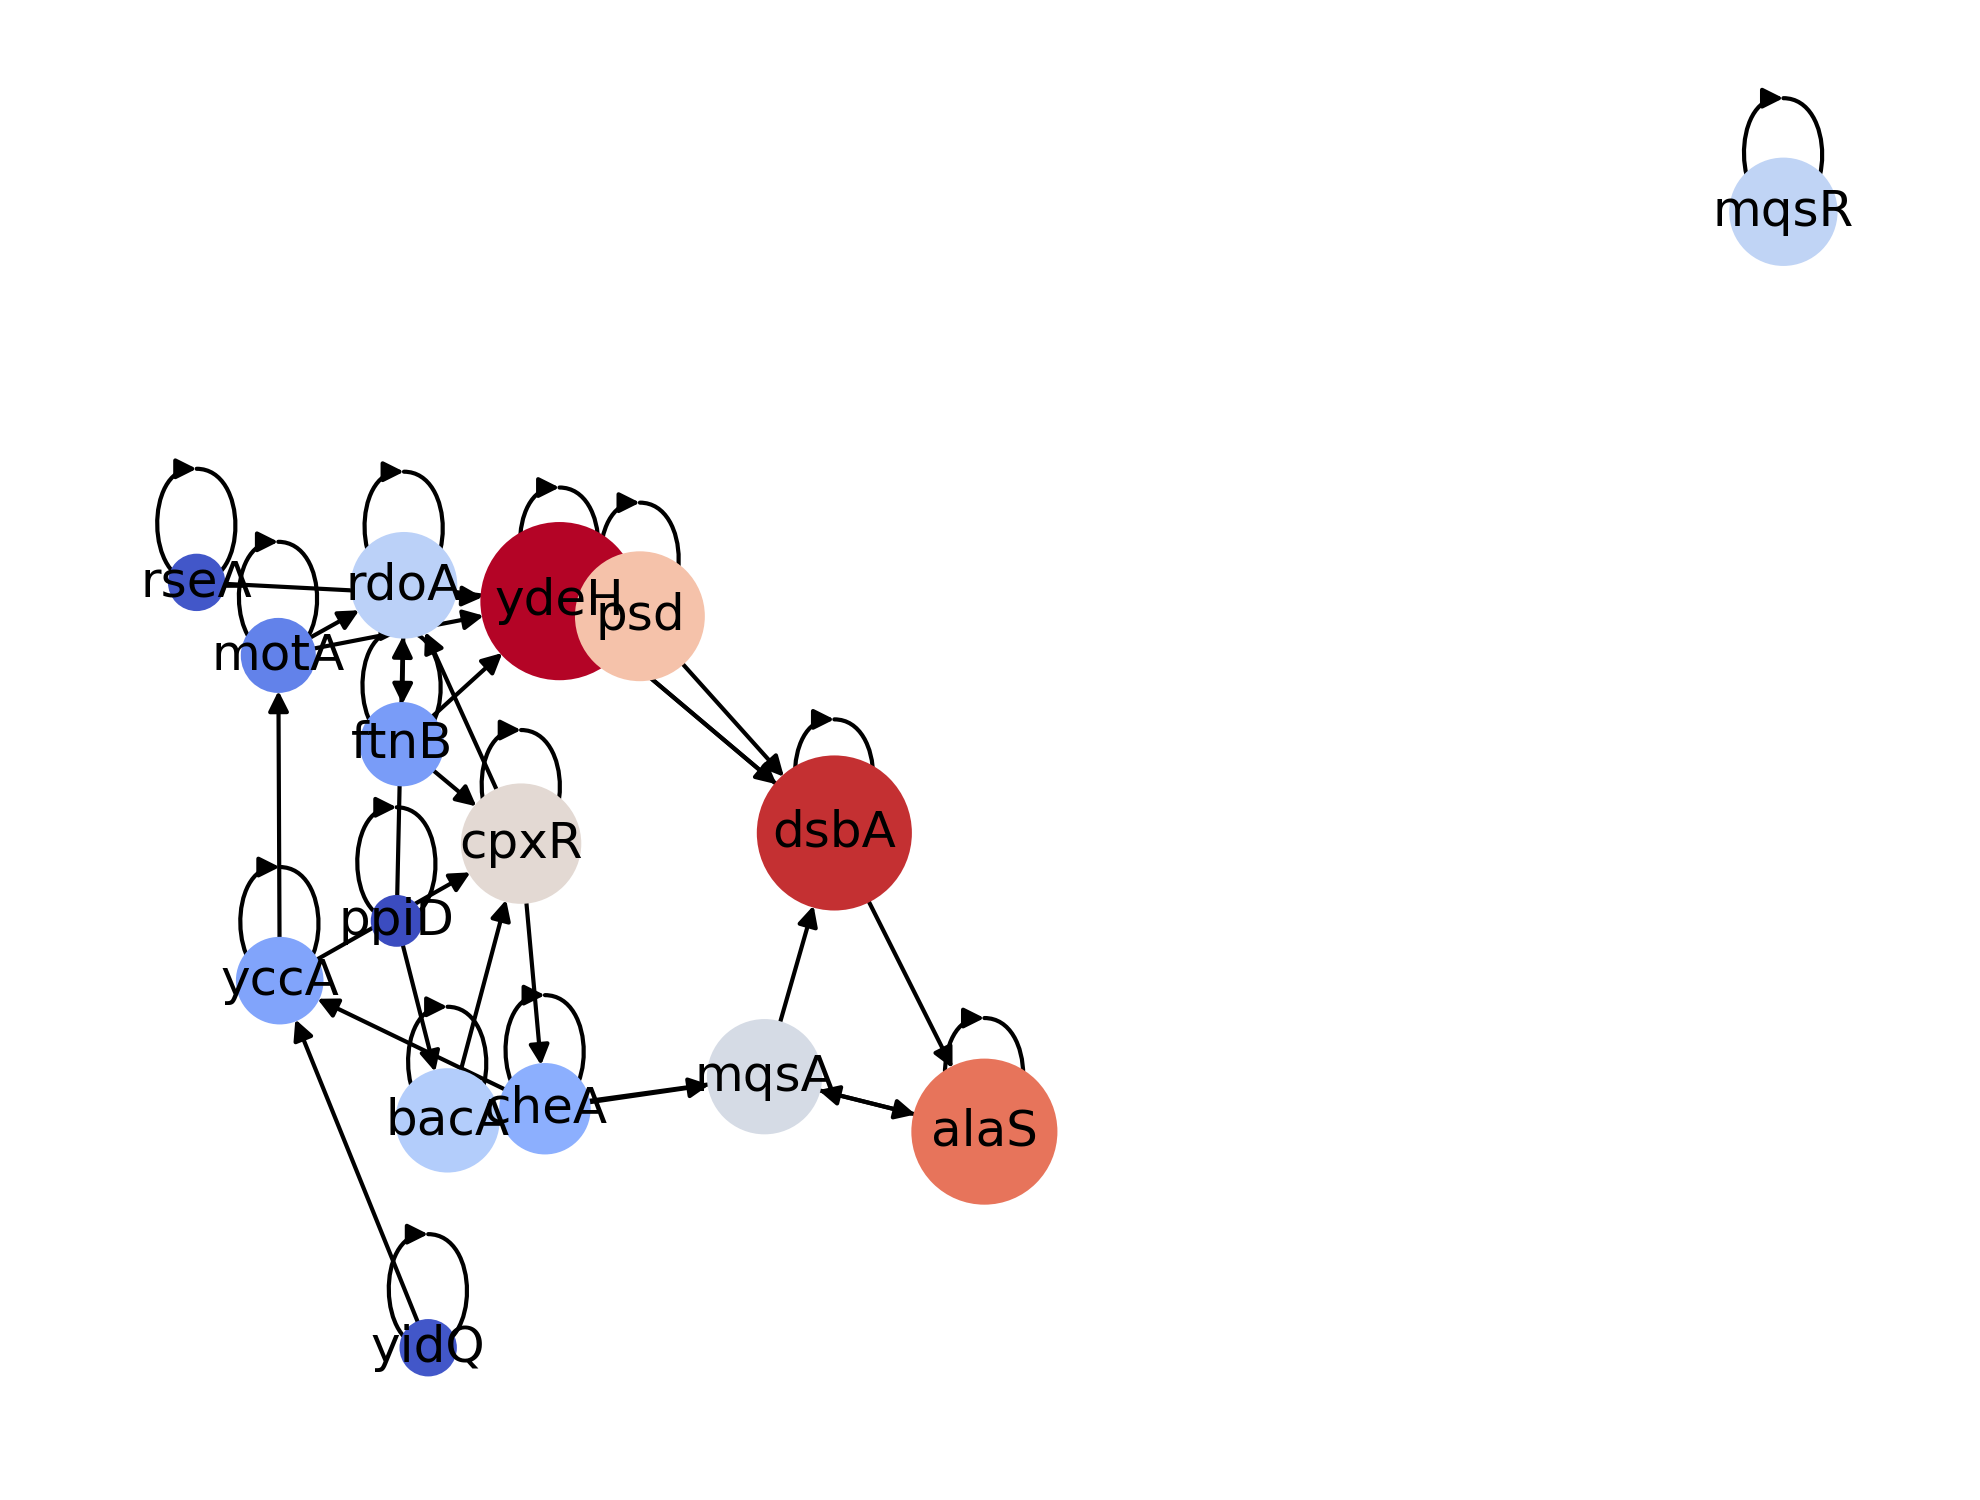 mqsR
rseA
rdoA
ydeH
psd
motA
ftnB
cpxR
dsbA
ppiD
yccA
mqsA
bacA
cheA
alaS
yidQ